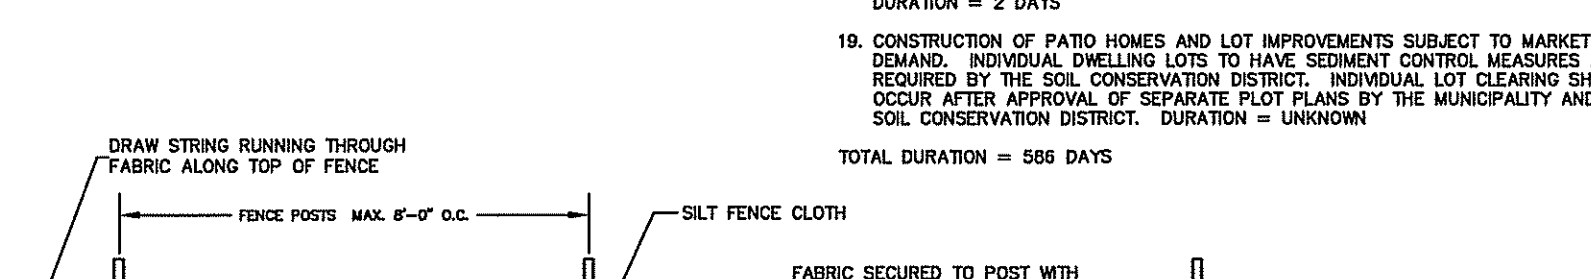 DURATION = 2 DAYS
19. CONSTRUCTION OF PATIO HOMES AND LOT IMPROVEMENTS SUBJECT TO MARKET
DEMAND. INDIVIDUAL DWELLING LOTS TO HAVE SEDIMENT CONTROL MEASURES
REQUIRED BY THE SOIL CONSERVATION DISTRICT. INDIVIDUAL LOT CLEARING SH
OCCUR AFTER APPROVAL OF SEPARATE PLOT PLANS BY THE MUNICIPALITY AND
SOIL CONSERVATION DISTRICT. DURATION = UNKNOWN
TOTAL DURATION = 586 DAYS
DRAW STRING RUNNING THROUGH
FABRIC ALONG TOP OF FENCE
FENCE POSTS MAX. 8'-0" O.C.
SILT FENCE CLOTH
FABRIC SECURED TO POST WITH